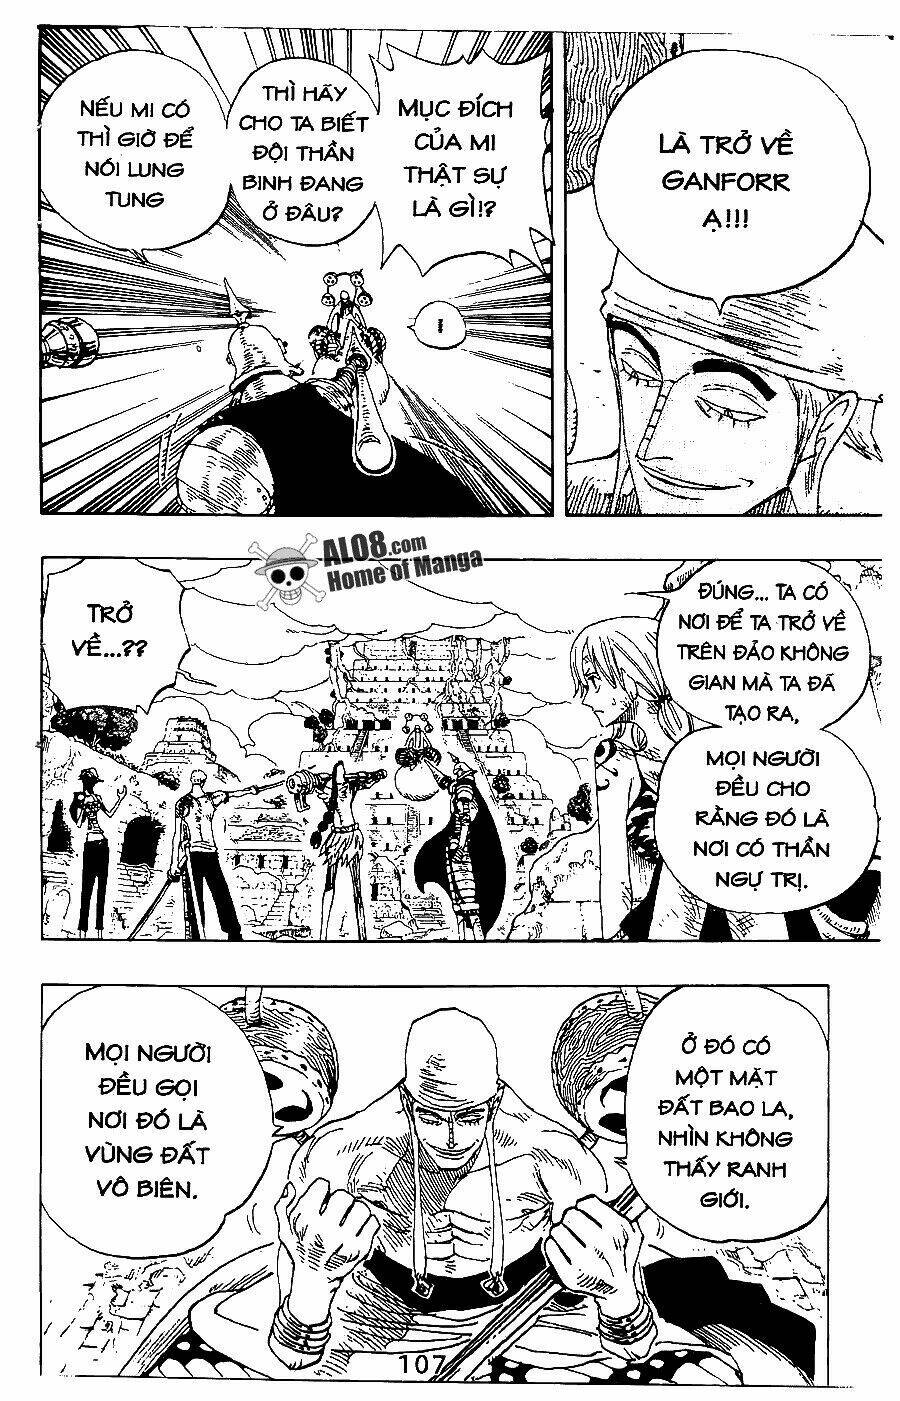 NẾU MI CÓ
THÌ GIỜ ĐỂ
NÓI LUNG
TUNG
THÌ HÃY
CHO TA BIẾT
ĐỘI THẦN
BINH ĐANG
Ở ĐÂU?
MỤC ĐÍCH
CỦA MI
THẬT SỰ
LÀ GÌ!?
!
LÀ TRỞ VỀ
GANFORR
Ạ!!!
AL08.com
Home of Manga
TRỞ
VỀ...??
ĐÚNG... TA CÓ
NƠI ĐỂ TA TRỞ VỀ
TRÊN ĐẢO KHÔNG
GIAN MÀ TA ĐÃ
TẠO RA,
MỌI NGƯỜI
ĐỀU CHO
RẰNG ĐÓ LÀ
NƠI CÓ THẦN
NGỰ TRỊ.
MỌI NGƯỜI
ĐỀU GỌI
NƠI ĐÓ LÀ
VÙNG ĐẤT
VÔ BIÊN.
Ở ĐÓ CÓ
MỘT MẶT
ĐẤT BAO LA,
NHÌN KHÔNG
THẤY RANH
GIỚI.
107